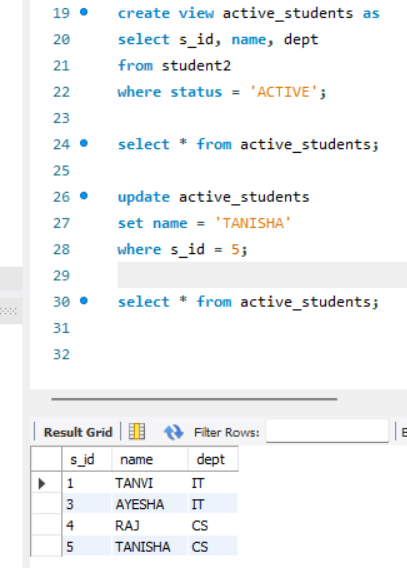 19 create view active_students as
20 select s_id, name, dept
21 from student2
22 where status = 'ACTIVE';
23
24 select * from active_students;
25
26 update active_students
27 set name = 'TANISHA'
28 where s_id = 5;
29
30 select * from active_students;
31
32
Result Grid Filter Rows: E
s_id name dept
1 TANVI IT
3 AYESHA IT
4 RAJ CS
5 TANISHA CS